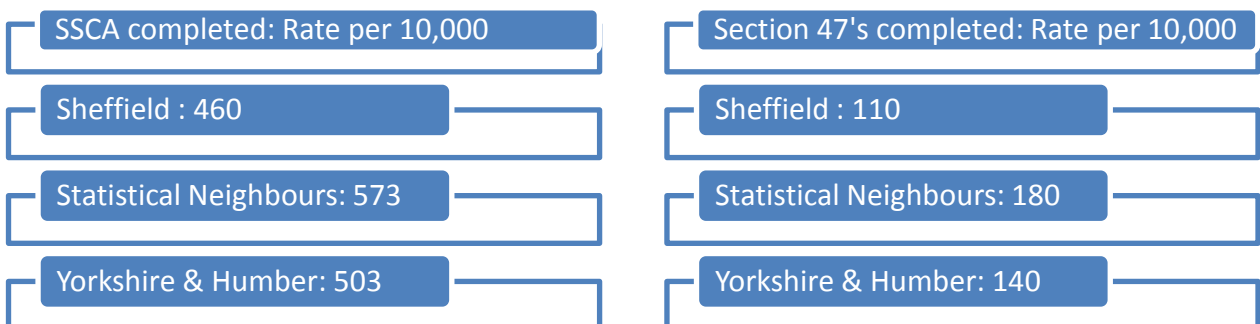 SSCA completed: Rate per 10,000
Sheffield : 460
Statistical Neighbours: 573
Yorkshire & Humber: 503
Section 47's completed: Rate per 10,000
Sheffield : 110
Statistical Neighbours: 180
Yorkshire & Humber: 140